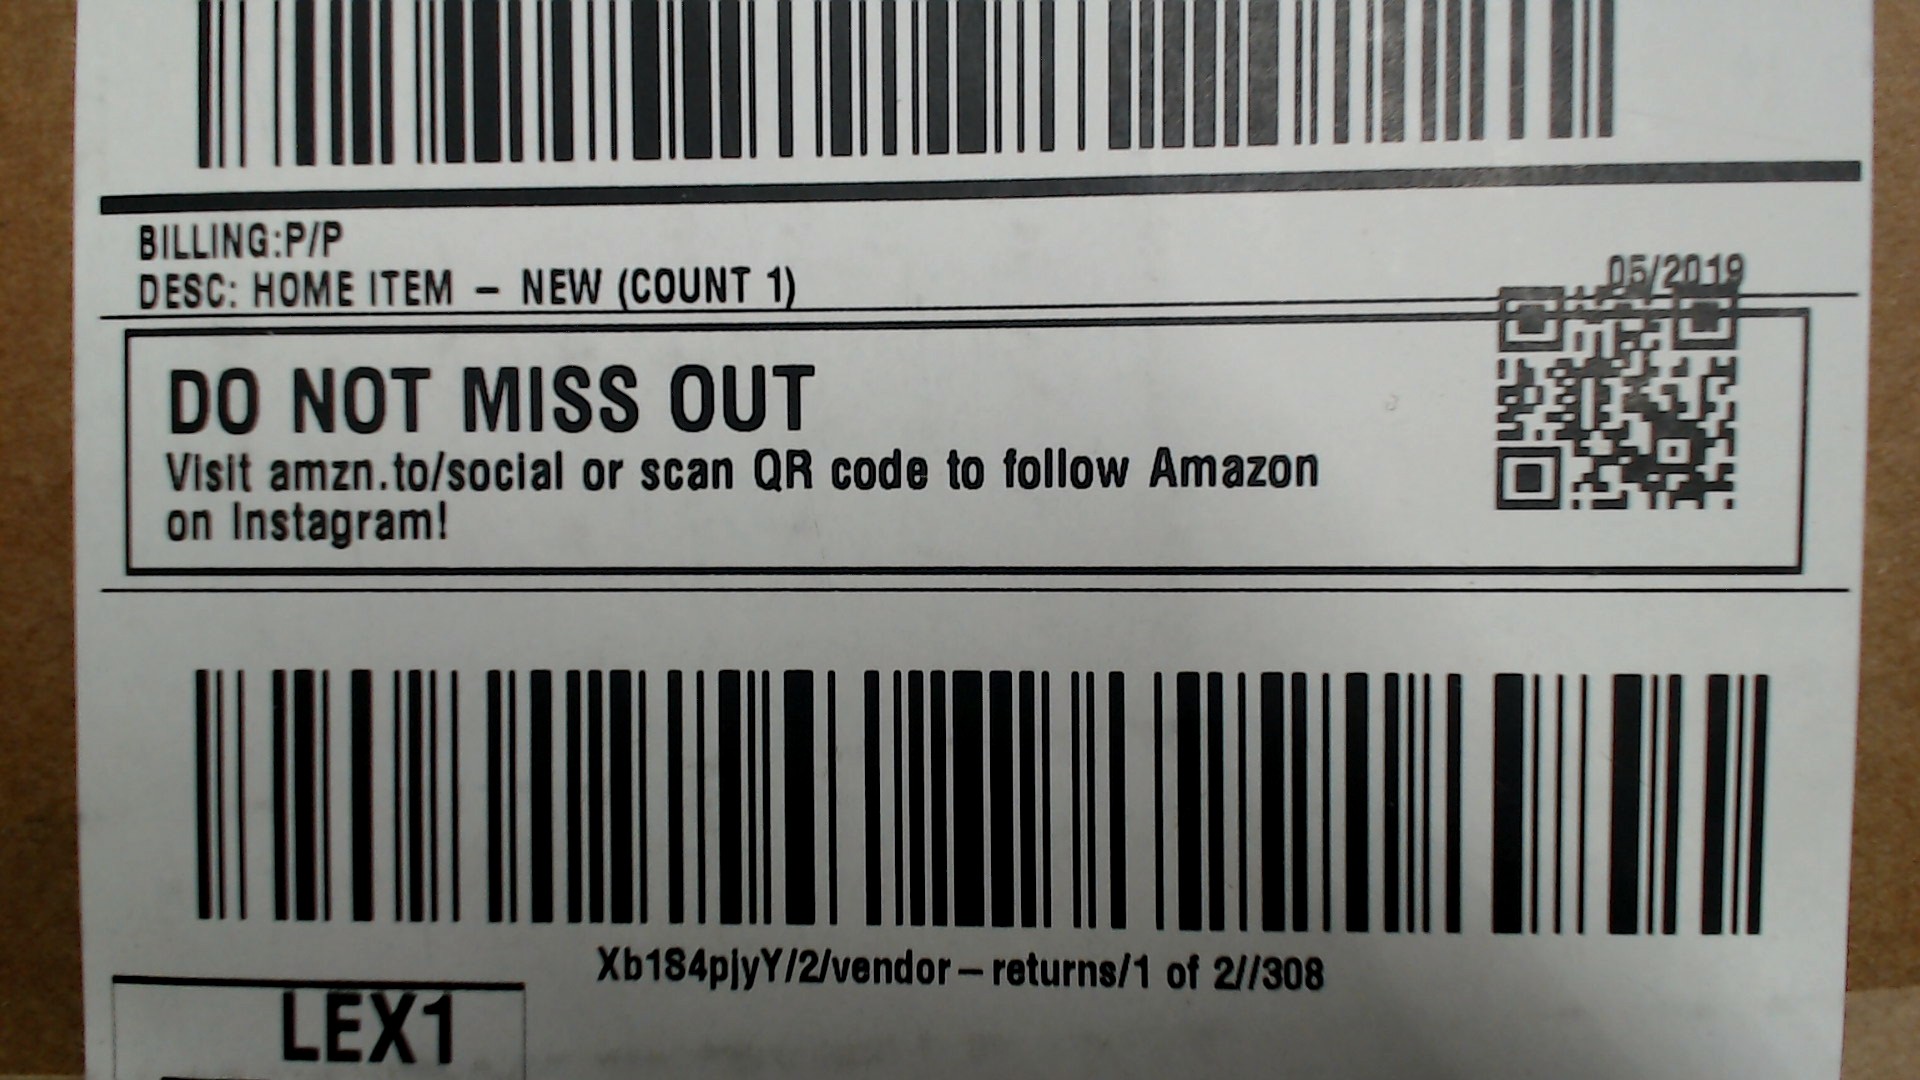 BILLING:P/P
DESC: HOME ITEM - NEW (COUNT 1)
05/2019
DO NOT MISS OUT
Visit amzn.to/social or scan QR code to follow Amazon
on Instagram!
Xb1S4pjyY/2/vendor-returns/1 of 2//308
LEX1